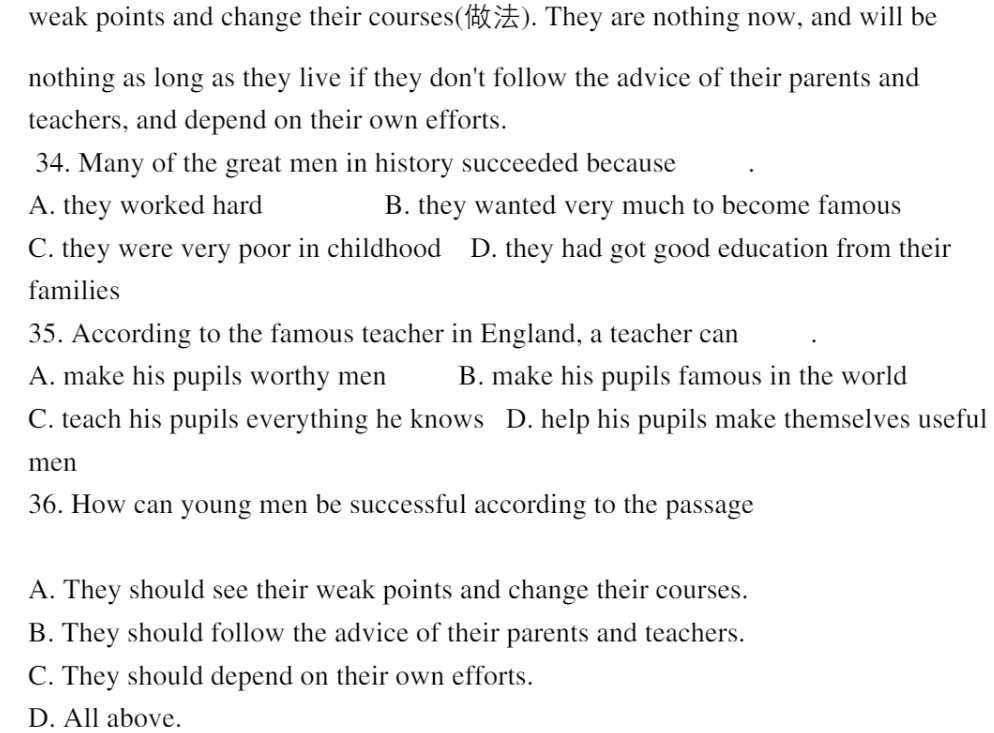 weak points and change their courses(做法). They are nothing now, and will be
nothing as long as they live if they don't follow the advice of their parents and
teachers, and depend on their own efforts.
34. Many of the great men in history succeeded because .
A. they worked hard B. they wanted very much to become famous
C. they were very poor in childhood D. they had got good education from their
families
35. According to the famous teacher in England, a teacher can .
A. make his pupils worthy men B. make his pupils famous in the world
C. teach his pupils everything he knows D. help his pupils make themselves useful
men
36. How can young men be successful according to the passage
A. They should see their weak points and change their courses.
B. They should follow the advice of their parents and teachers.
C. They should depend on their own efforts.
D. All above.